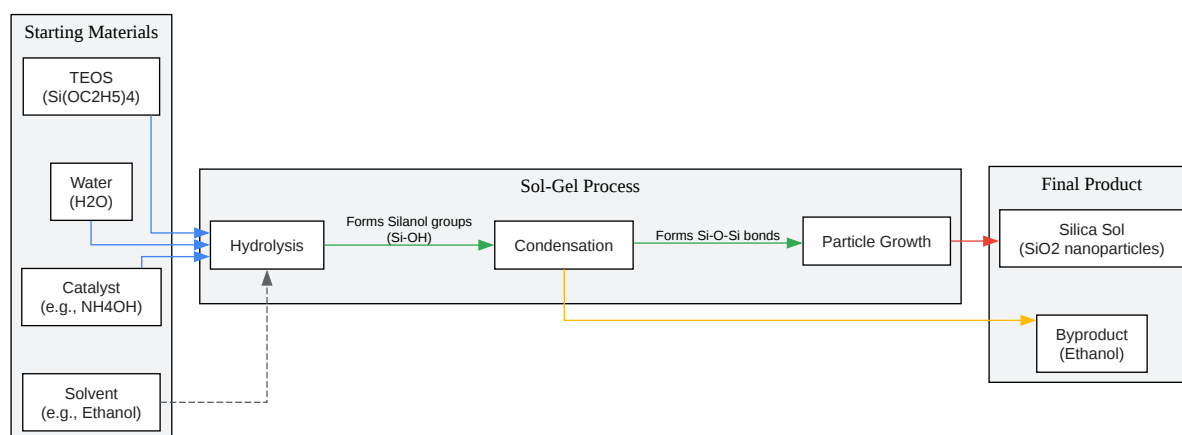 Starting Materials
TEOS
(Si(OC2H5)4)
Water
(H2O)
Catalyst
(e.g., NH4OH)
Solvent
(e.g., Ethanol)
Sol-Gel Process
Hydrolysis
Forms Silanol groups
(Si-OH)
Condensation
Forms Si-O-Si bonds
Particle Growth
Final Product
Silica Sol
(SiO2 nanoparticles)
Byproduct
(Ethanol)